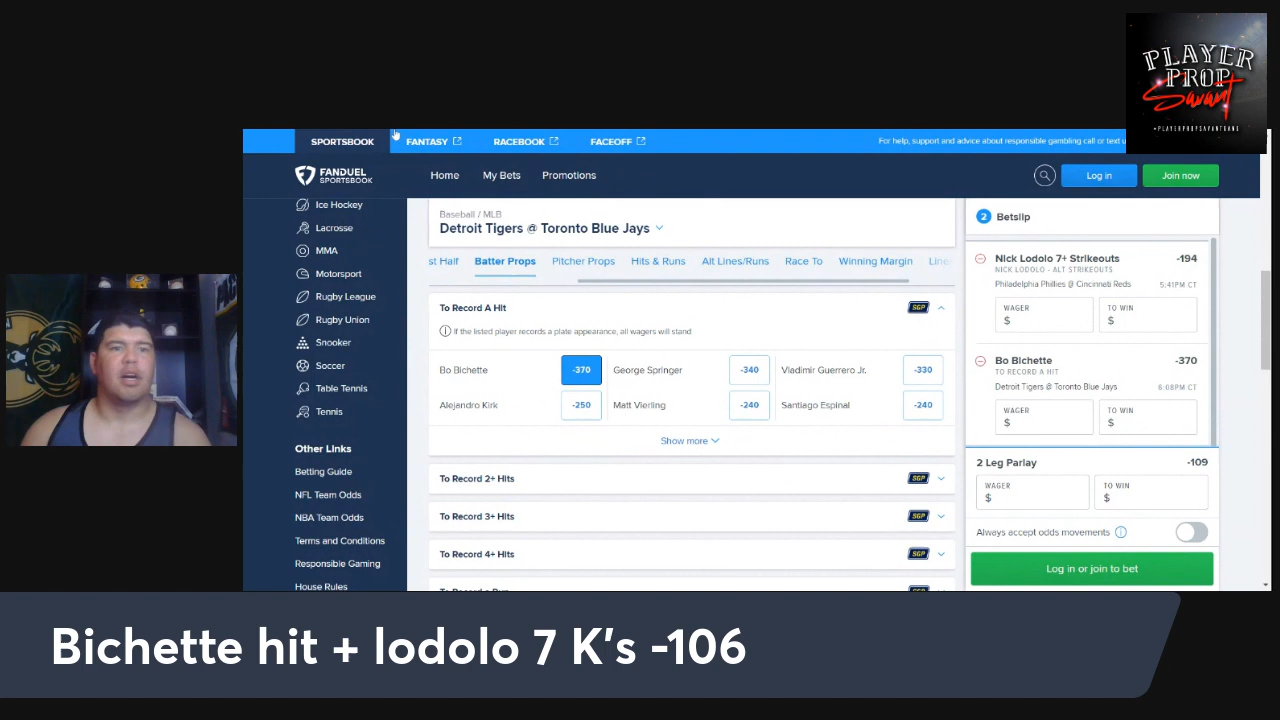 PLAYER
PROP
Savant
#PLAYERPROPSAVANTGANG
SPORTSBOOK
FANTASY
RACEBOOK
FACEOFF
For help, support and advice about responsible gambling call or text
FANDUEL
SPORTSBOOK
Home
My Bets
Promotions
Log in
Join now
Ice Hockey
Lacrosse
MMA
Motorsport
Rugby League
Rugby Union
Snooker
Soccer
Table Tennis
Tennis
Other Links
Betting Guide
NFL Team Odds
NBA Team Odds
Terms and Conditions
Responsible Gaming
House Rules
Baseball / MLB
Detroit Tigers @ Toronto Blue Jays
st Half Batter Props Pitcher Props Hits & Runs Alt Lines/Runs Race To Winning Margin Line
To Record A Hit SGP
If the listed player records a plate appearance, all wagers will stand
Bo Bichette -370 George Springer -340 Vladimir Guerrero Jr. -330
Alejandro Kirk -250 Matt Vierling -240 Santiago Espinal -240
Show more
To Record 2+ Hits SGP
To Record 3+ Hits SGP
To Record 4+ Hits SGP
2 Betslip
Nick Lodolo 7+ Strikeouts -194
NICK LODOLO - ALT STRIKEOUTS
Philadelphia Phillies @ Cincinnati Reds 5:41PM CT
WAGER TO WIN
$ $
Bo Bichette -370
TO RECORD A HIT
Detroit Tigers @ Toronto Blue Jays 6:08PM CT
WAGER TO WIN
$ $
2 Leg Parlay -109
WAGER TO WIN
$ $
Always accept odds movements
Log in or join to bet
Bichette hit + lodolo 7 K's -106